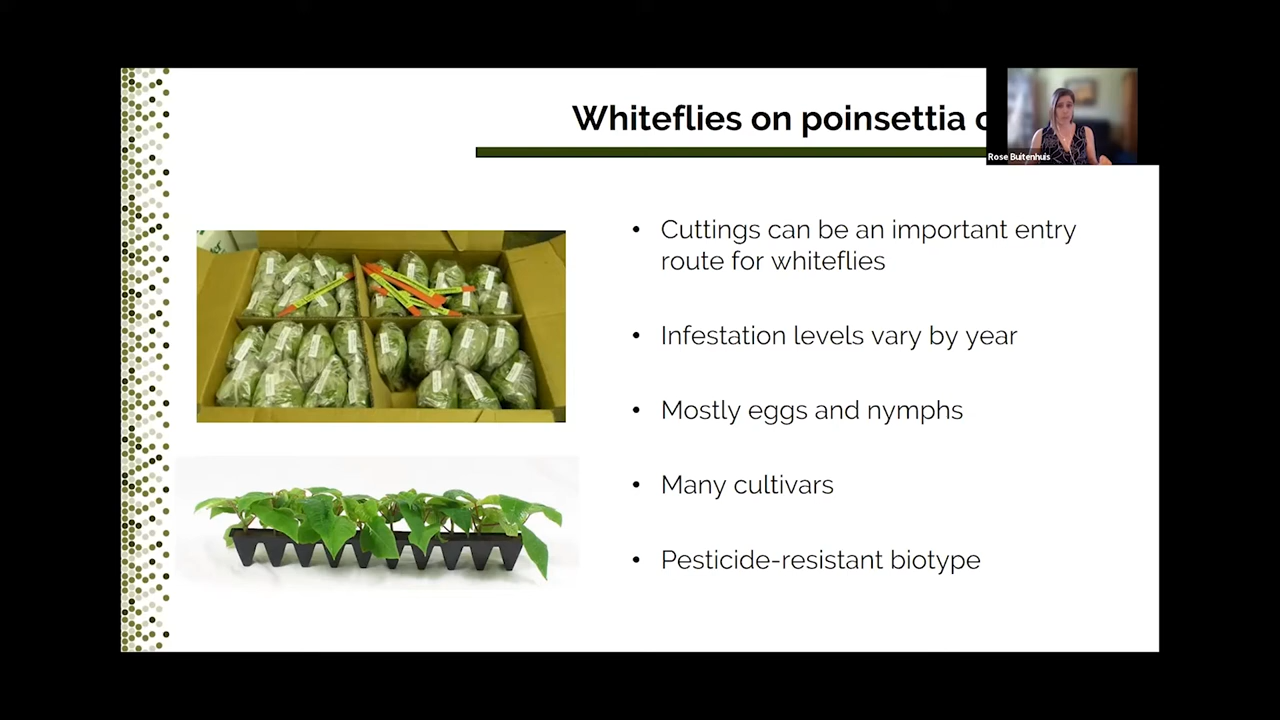 Whiteflies on poinsettia
Rose Buitenhuis
• Cuttings can be an important entry
route for whiteflies
• Infestation levels vary by year
• Mostly eggs and nymphs
• Many cultivars
• Pesticide-resistant biotype